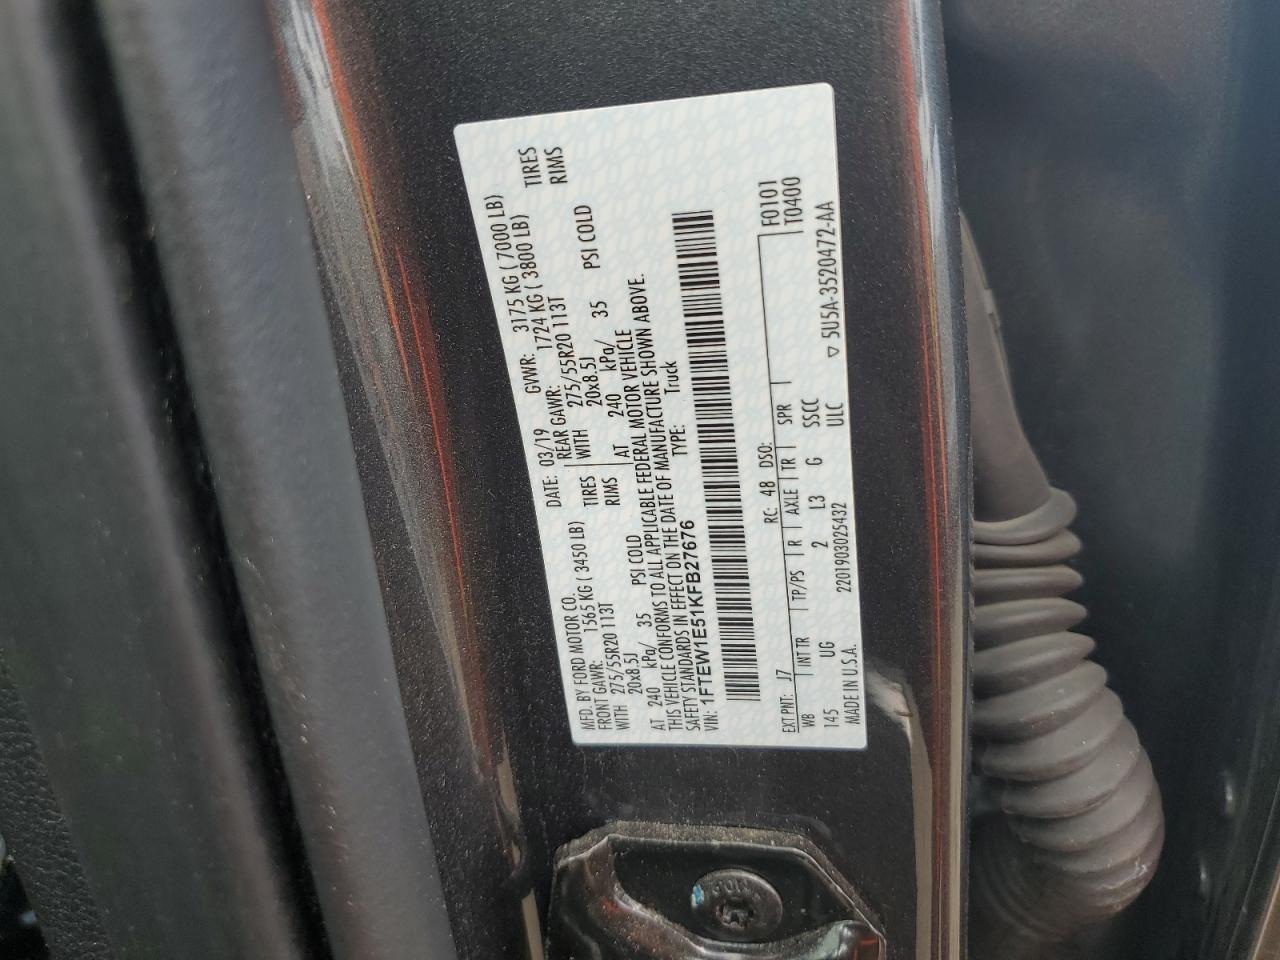 MFD. BY FORD MOTOR CO.
DATE: 03/19 GVWR: 3175 KG ( 7000 LB)
FRONT GAWR: 1565 KG ( 3450 LB) REAR GAWR: 1724 KG ( 3800 LB)
WITH 275/55R20 113T TIRES WITH 275/55R20 113T TIRES
20x8.5J RIMS 20x8.5J RIMS
AT 240 kPa/ 35 PSI COLD AT 240 kPa/ 35 PSI COLD
THIS VEHICLE CONFORMS TO ALL APPLICABLE FEDERAL MOTOR VEHICLE
SAFETY STANDARDS IN EFFECT ON THE DATE OF MANUFACTURE SHOWN ABOVE.
VIN: 1FTEW1E51KFB27676 TYPE: Truck
F0101
T0400
EXT PNT: J7 RC: 48 DSO:
WB INT TR TP/PS R AXLE TR SPR
145 UG 2 L3 G SSCC
ULC
MADE IN U.S.A. 2201903025432
▽ 5U5A-3520472-AA